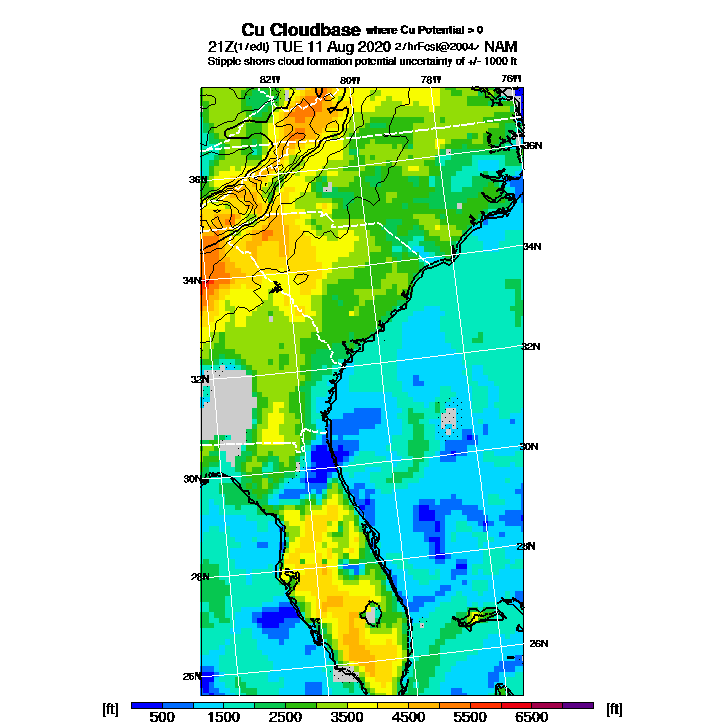 Cu Cloudbase where Cu Potential > 0
21Z(17edt) TUE 11 Aug 2020 27hrFcst@2004z NAM
Stipple shows cloud formation potential uncertainty of +/- 1000 ft
82W 80W 78W 76W
36N 36N
34N 34N
32N 32N
30N 30N
28N 28N
26N 26N
[ft] 500 1500 2500 3500 4500 5500 6500 [ft]